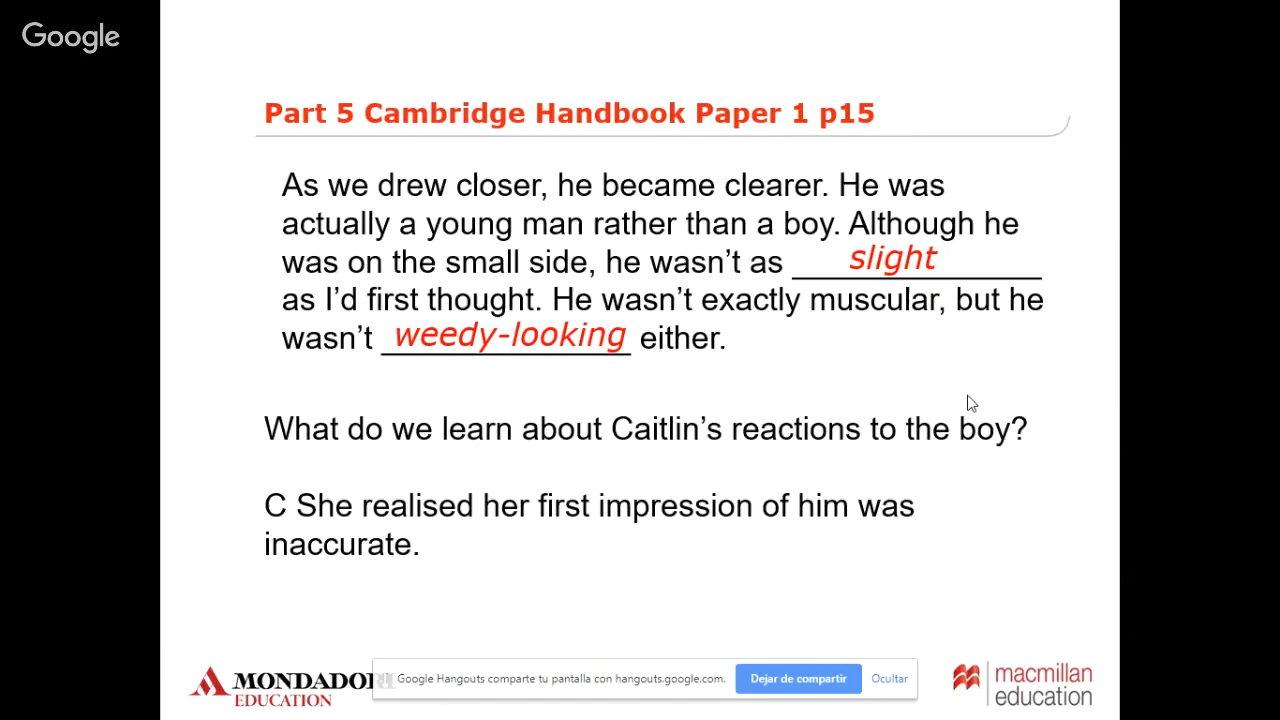 Google
Part 5 Cambridge Handbook Paper 1 p15
As we drew closer, he became clearer. He was
actually a young man rather than a boy. Although he
was on the small side, he wasn't as slight
as I'd first thought. He wasn't exactly muscular, but he
wasn't weedy-looking either.
What do we learn about Caitlin's reactions to the boy?
C She realised her first impression of him was
inaccurate.
MONDADORI
EDUCATION
Google Hangouts comparte tu pantalla con hangouts.google.com.
Dejar de compartir
Ocultar
macmillan
education